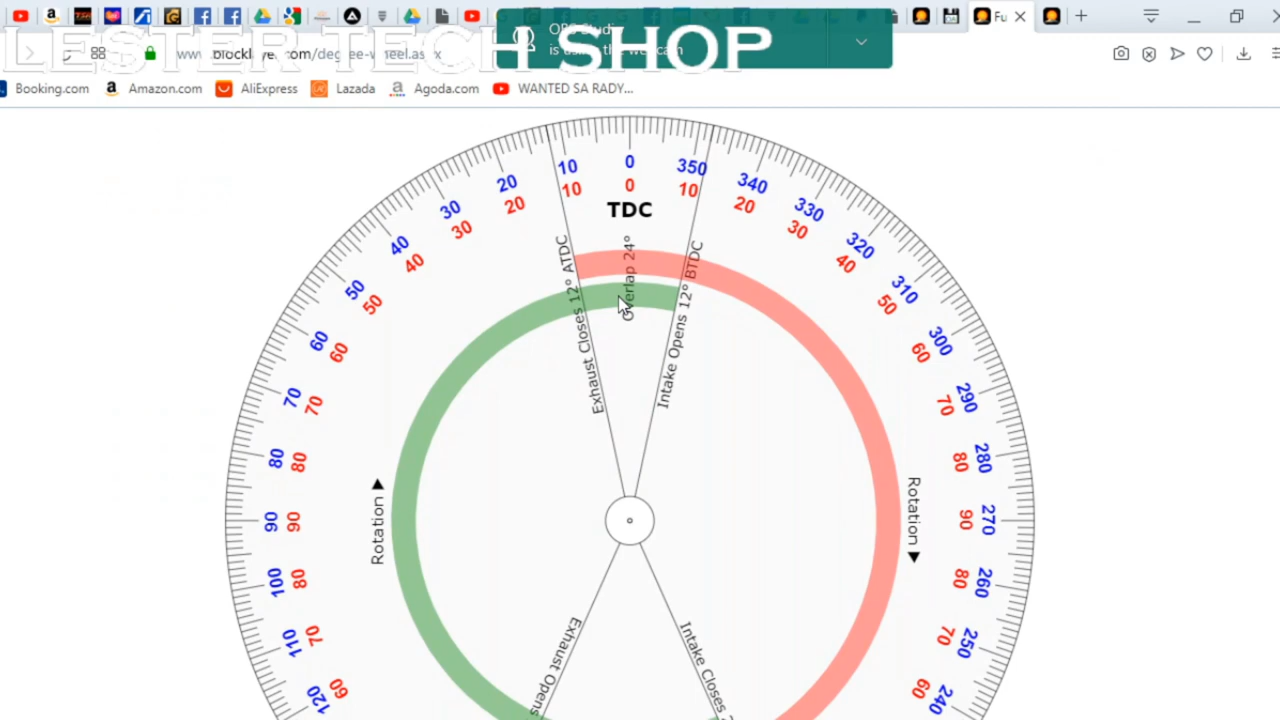 LESTER TECH SHOP
Booking.com
Amazon.com
AliExpress
Lazada
Agoda.com
WANTED SA RADY...
10 0 350
10 0 10
TDC
20 340
20 20
30 330
30 30
40 320
40 40
50 310
50 50
60 300
60 60
70 290
70 70
80 280
80 80
90 270
90 90
100 260
80 80
110 250
70 70
120 240
60 60
Exhaust Closes 12° ATDC
Overlap 24°
Intake Opens 12° BTDC
Rotation ▶
Rotation ▶
Exhaust Opens
Intake Closes